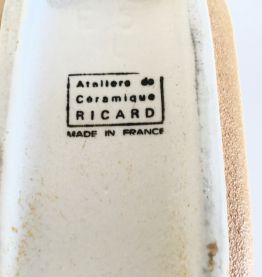 Ateliers de
Céramique
RICARD
MADE IN FRANCE